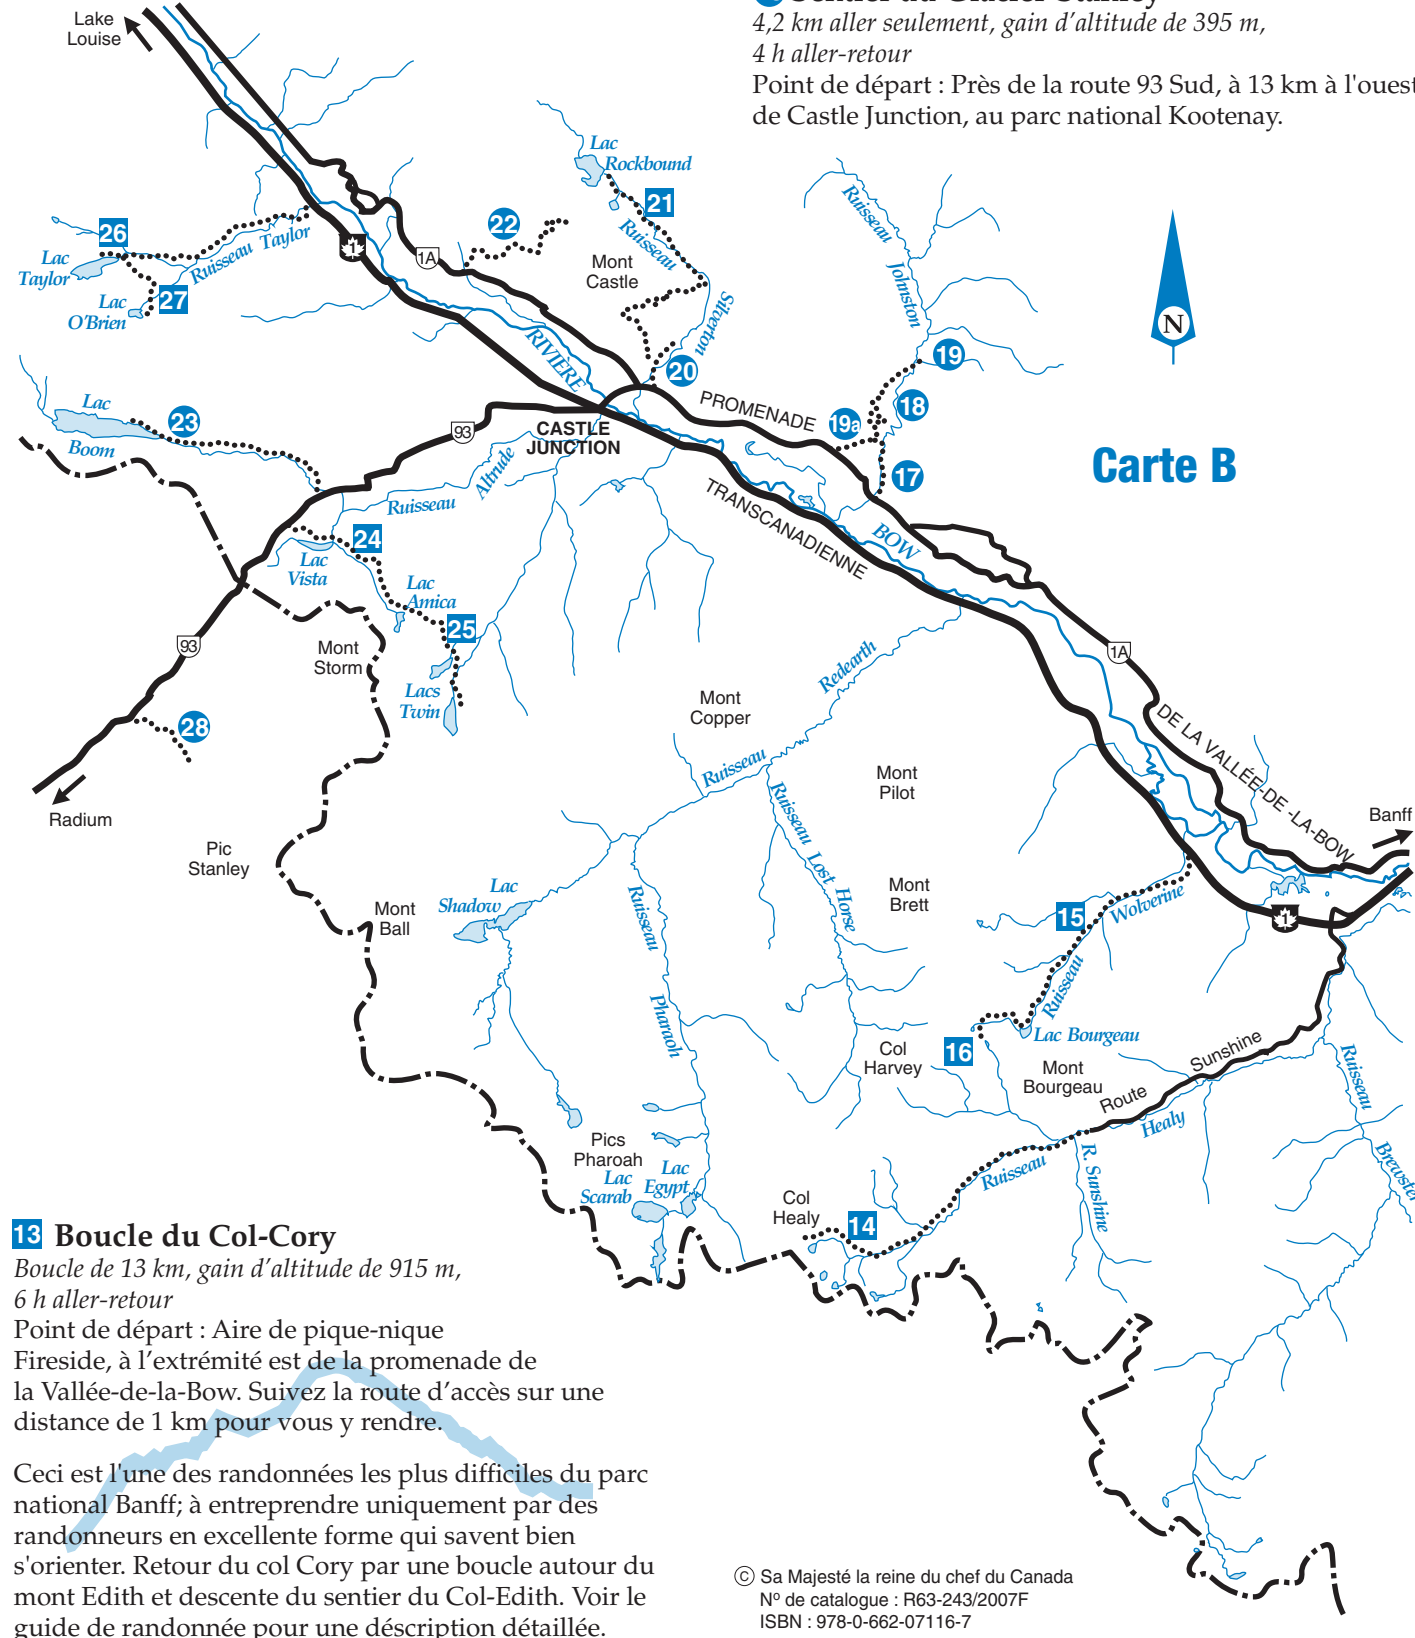 Sentier du Glacier Stanley
4,2 km aller seulement, gain d'altitude de 395 m,
4 h aller-retour
Point de départ : Près de la route 93 Sud, à 13 km à l'ouest
de Castle Junction, au parc national Kootenay.
Lake
Louise
Lac
Rockbound
21
Ruisseau
Silverton
22
Mont
Castle
Ruisseau
Johnston
26
Lac
Taylor
Ruisseau Taylor
27
Lac
O'Brien
1
1A
N
RIVIÈRE
20
19
18
19a
17
PROMENADE
Carte B
Lac
Boom
23
93
CASTLE
JUNCTION
Ruisseau
Altrude
TRANSCANADIENNE
BOW
24
Lac
Vista
Lac
Amica
25
Lacs
Twin
93
Mont
Storm
28
Radium
Redearth
Ruisseau
Mont
Copper
1A
DE LA VALLÉE-DE -LA-BOW
Banff
Mont
Pilot
Pic
Stanley
Ruisseau Lost Horse
Mont
Brett
Lac
Shadow
Mont
Ball
Ruisseau
Pharaoh
15
Wolverine
Ruisseau
1
Lac Bourgeau
16
Col
Harvey
Mont
Bourgeau
Route
Sunshine
Healy
Ruisseau
R. Sunshine
Ruisseau
Brewster
Pics
Pharoah
Lac
Scarab
Lac
Egypt
Col
Healy
14
13 Boucle du Col-Cory
Boucle de 13 km, gain d'altitude de 915 m,
6 h aller-retour
Point de départ : Aire de pique-nique
Fireside, à l'extrémité est de la promenade de
la Vallée-de-la-Bow. Suivez la route d'accès sur une
distance de 1 km pour vous y rendre.
Ceci est l'une des randonnées les plus difficiles du parc
national Banff; à entreprendre uniquement par des
randonneurs en excellente forme qui savent bien
s'orienter. Retour du col Cory par une boucle autour du
mont Edith et descente du sentier du Col-Edith. Voir le
guide de randonnée pour une déscription détaillée.
© Sa Majesté la reine du chef du Canada
Nº de catalogue : R63-243/2007F
ISBN : 978-0-662-07116-7